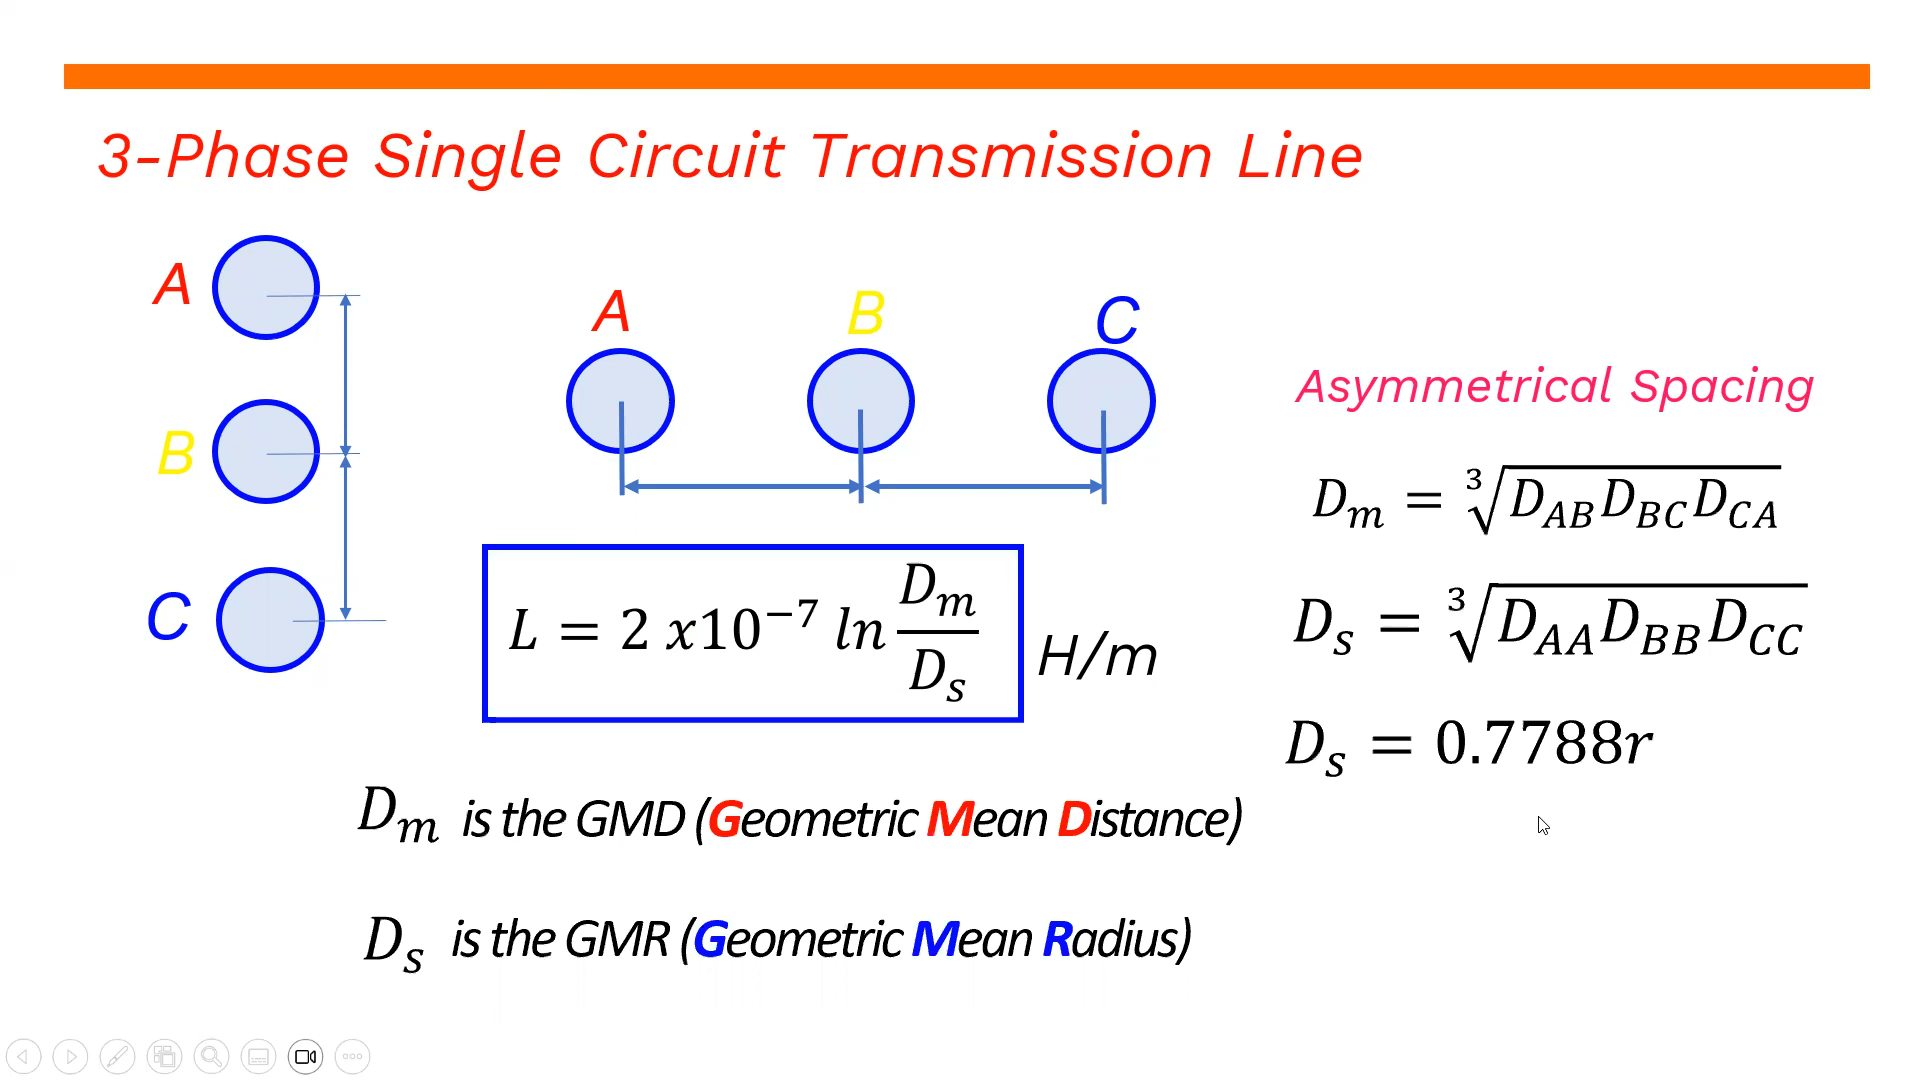 3-Phase Single Circuit Transmission Line
A
B
C
A
B
C
Asymmetrical Spacing
D_m = ∛(D_AB D_BC D_CA)
D_s = ∛(D_AA D_BB D_CC)
D_s = 0.7788r
L = 2 x10⁻⁷ ln D_m/D_s H/m
D_m is the GMD (Geometric Mean Distance)
D_s is the GMR (Geometric Mean Radius)